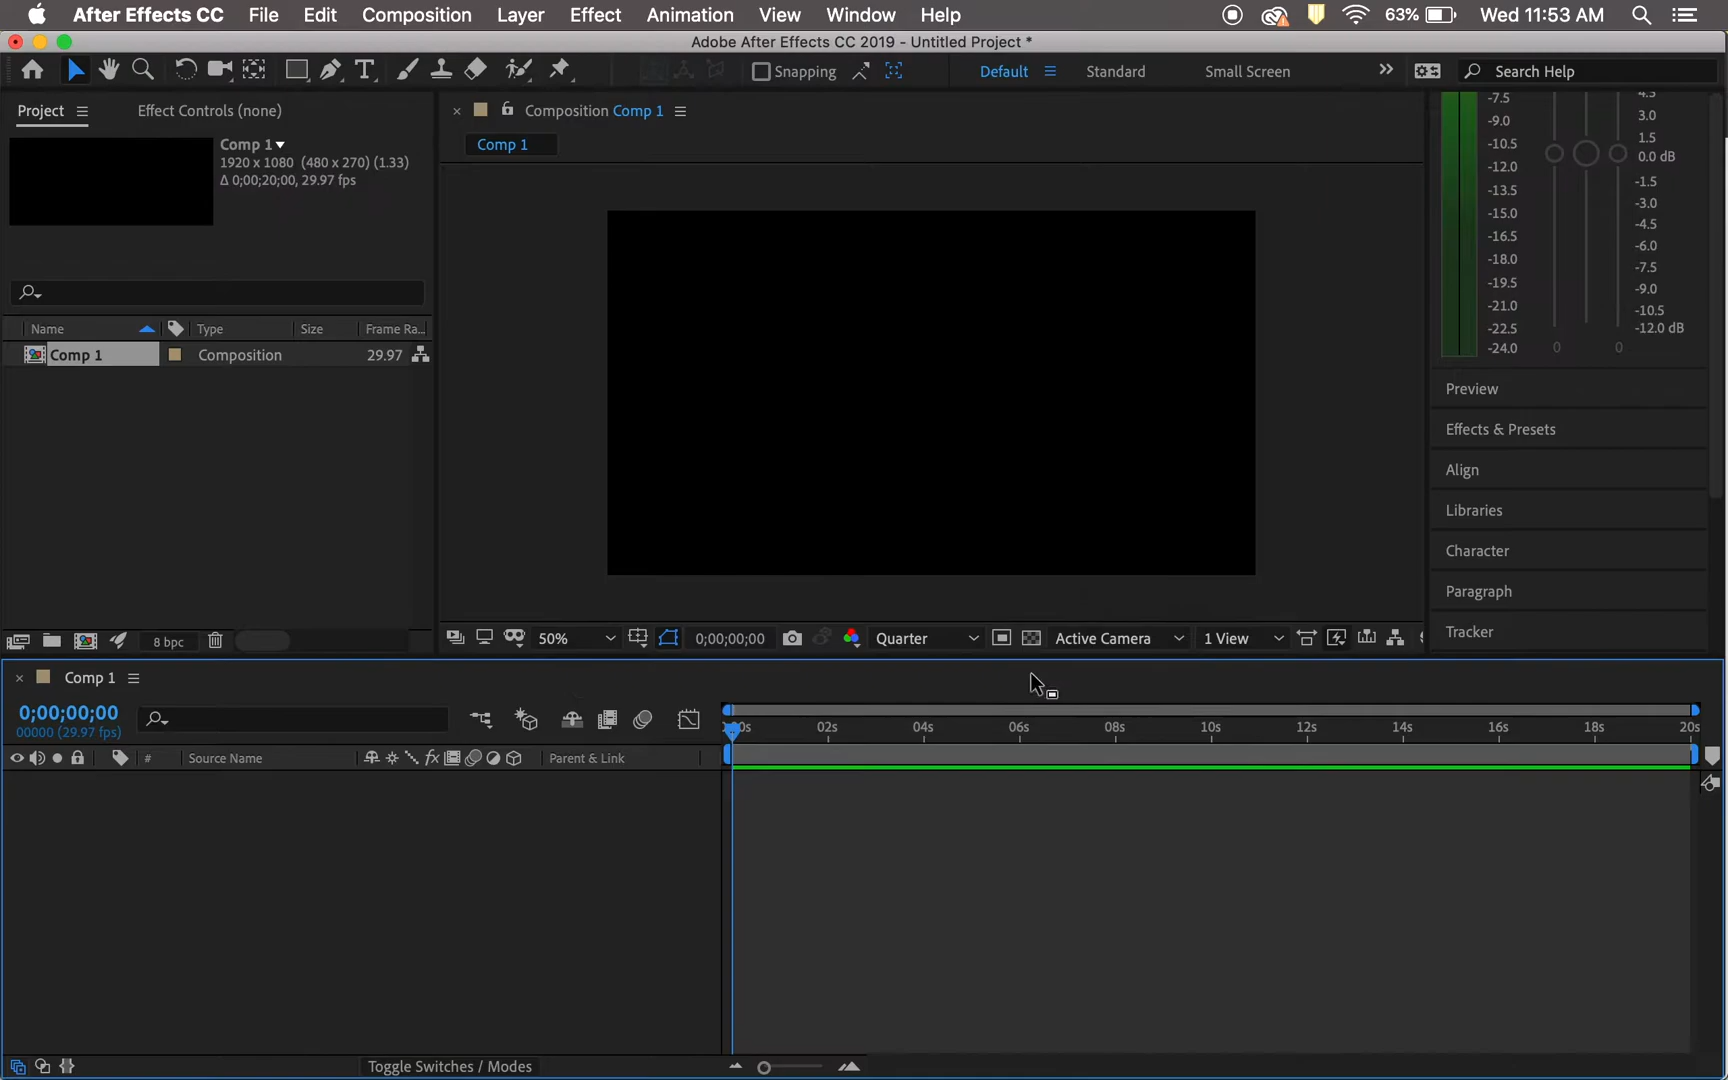 After Effects CC File Edit Composition Layer Effect Animation View Window Help 63% Wed 11:53 AM
Adobe After Effects CC 2019 - Untitled Project *
Snapping Default Standard Small Screen Search Help
Project Effect Controls (none)
Composition Comp 1
Comp 1
Comp 1
1920 x 1080 (480 x 270) (1.33)
Δ 0;00;20;00, 29.97 fps
Name Type Size Frame Ra...
Comp 1 Composition 29.97
8 bpc
50% 0;00;00;00 Quarter Active Camera 1 View
-7.5
-9.0
-10.5
-12.0
-13.5
-15.0
-16.5
-18.0
-19.5
-21.0
-22.5
-24.0
0 0
4.5
3.0
1.5
0.0 dB
-1.5
-3.0
-4.5
-6.0
-7.5
-9.0
-10.5
-12.0 dB
Preview
Effects & Presets
Align
Libraries
Character
Paragraph
Tracker
Comp 1
0;00;00;00
00000 (29.97 fps)
02s 04s 06s 08s 10s 12s 14s 16s 18s 20s
# Source Name fx Parent & Link
Toggle Switches / Modes